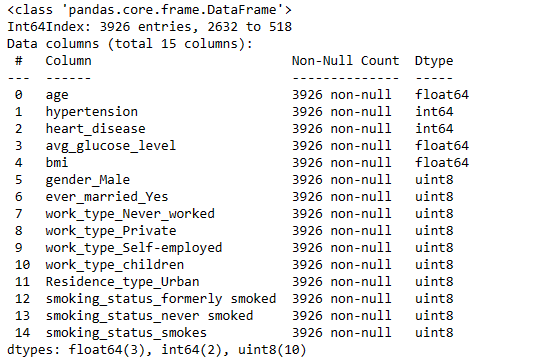 <class 'pandas.core.frame.DataFrame'>
Int64Index: 3926 entries, 2632 to 518
Data columns (total 15 columns):
 #   Column                          Non-Null Count  Dtype
---  ------                          --------------  -----
 0   age                             3926 non-null   float64
 1   hypertension                    3926 non-null   int64
 2   heart_disease                   3926 non-null   int64
 3   avg_glucose_level               3926 non-null   float64
 4   bmi                             3926 non-null   float64
 5   gender_Male                     3926 non-null   uint8
 6   ever_married_Yes                3926 non-null   uint8
 7   work_type_Never_worked          3926 non-null   uint8
 8   work_type_Private               3926 non-null   uint8
 9   work_type_Self-employed         3926 non-null   uint8
 10  work_type_children              3926 non-null   uint8
 11  Residence_type_Urban            3926 non-null   uint8
 12  smoking_status_formerly smoked  3926 non-null   uint8
 13  smoking_status_never smoked     3926 non-null   uint8
 14  smoking_status_smokes           3926 non-null   uint8
dtypes: float64(3), int64(2), uint8(10)